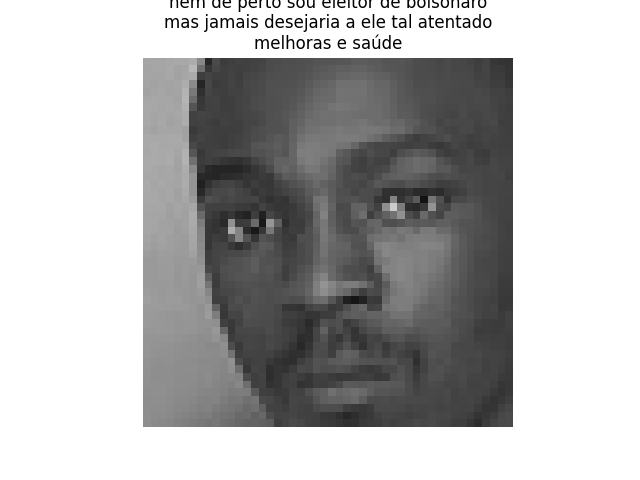 nem de perto sou eleitor de bolsonaro
mas jamais desejaria a ele tal atentado
melhoras e saúde